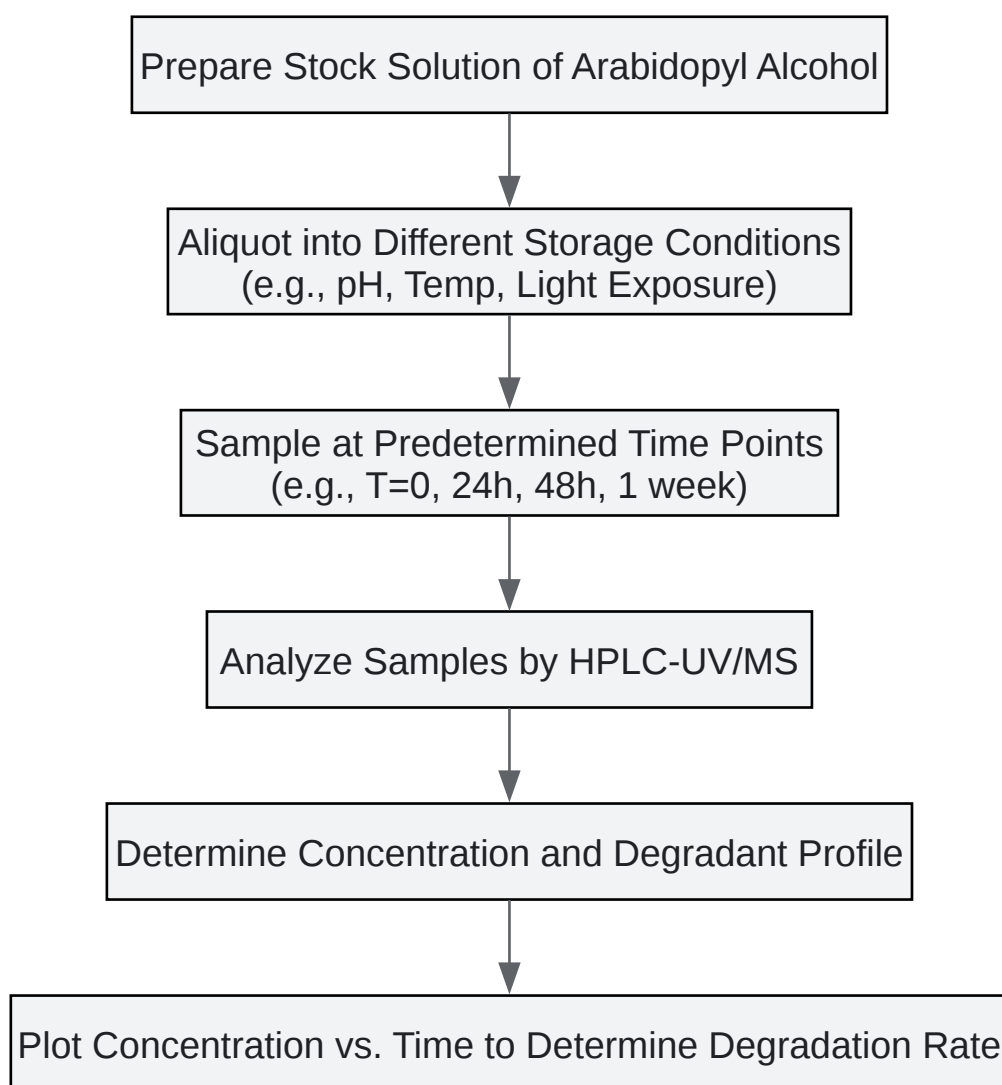 Prepare Stock Solution of Arabidopyl Alcohol
Aliquot into Different Storage Conditions
(e.g., pH, Temp, Light Exposure)
Sample at Predetermined Time Points
(e.g., T=0, 24h, 48h, 1 week)
Analyze Samples by HPLC-UV/MS
Determine Concentration and Degradant Profile
Plot Concentration vs. Time to Determine Degradation Rate